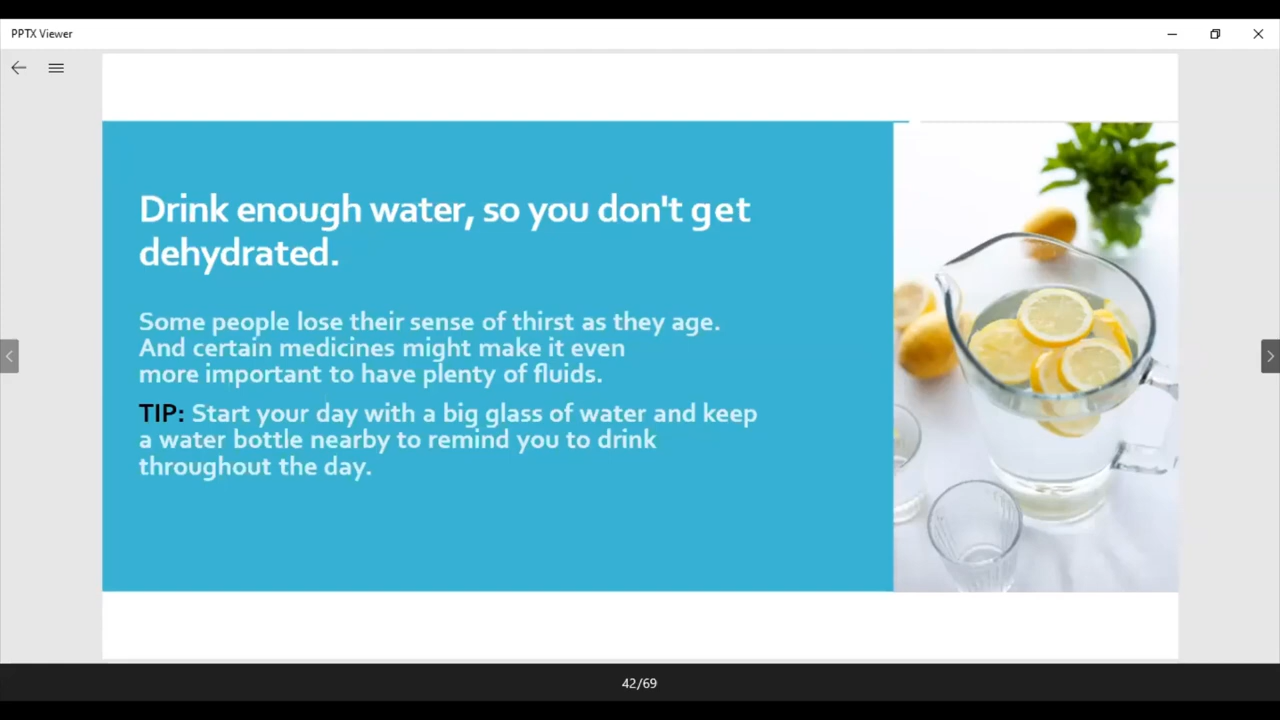 PPTX Viewer
Drink enough water, so you don't get
dehydrated.
Some people lose their sense of thirst as they age.
And certain medicines might make it even
more important to have plenty of fluids.
TIP: Start your day with a big glass of water and keep
a water bottle nearby to remind you to drink
throughout the day.
42/69